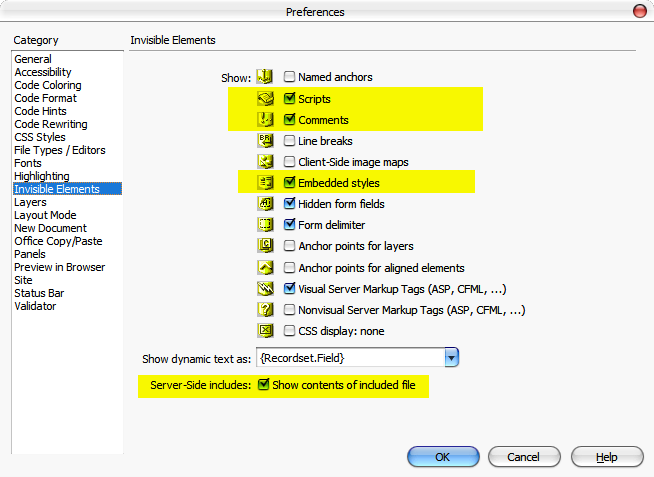 Preferences
Category
General
Accessibility
Code Coloring
Code Format
Code Hints
Code Rewriting
CSS Styles
File Types / Editors
Fonts
Highlighting
Invisible Elements
Layers
Layout Mode
New Document
Office Copy/Paste
Panels
Preview in Browser
Site
Status Bar
Validator
Invisible Elements
Show: Named anchors
Scripts
Comments
BR Line breaks
Client-Side image maps
Embedded styles
Hidden form fields
Form delimiter
Anchor points for layers
Anchor points for aligned elements
Visual Server Markup Tags (ASP, CFML, ...)
? Nonvisual Server Markup Tags (ASP, CFML, ...)
CSS display: none
Show dynamic text as: {Recordset.Field}
Server-Side includes: Show contents of included file
OK Cancel Help